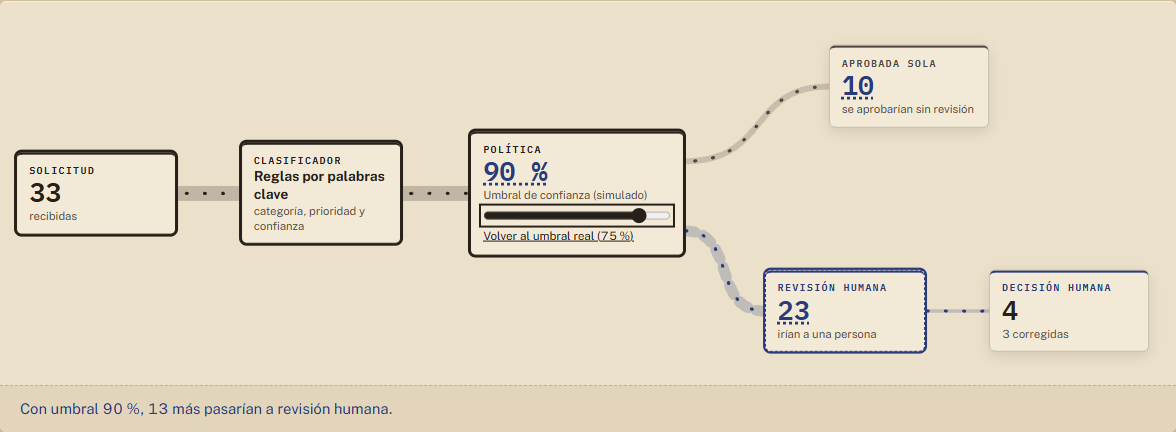 SOLICITUD
33
recibidas
CLASIFICADOR
Reglas por palabras
clave
categoría, prioridad y
confianza
POLÍTICA
90 %
Umbral de confianza (simulado)
Volver al umbral real (75 %)
APROBADA SOLA
10
se aprobarían sin revisión
REVISIÓN HUMANA
23
irían a una persona
DECISIÓN HUMANA
4
3 corregidas
Con umbral 90 %, 13 más pasarían a revisión humana.